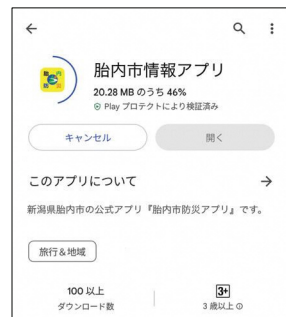 胎内市情報アプリ
20.28 MB のうち 46%
Play プロテクトにより検証済み
キャンセル
開く
このアプリについて
新潟県胎内市の公式アプリ『胎内市防災アプリ』です。
旅行＆地域
100 以上
ダウンロード数
3+
3 歳以上